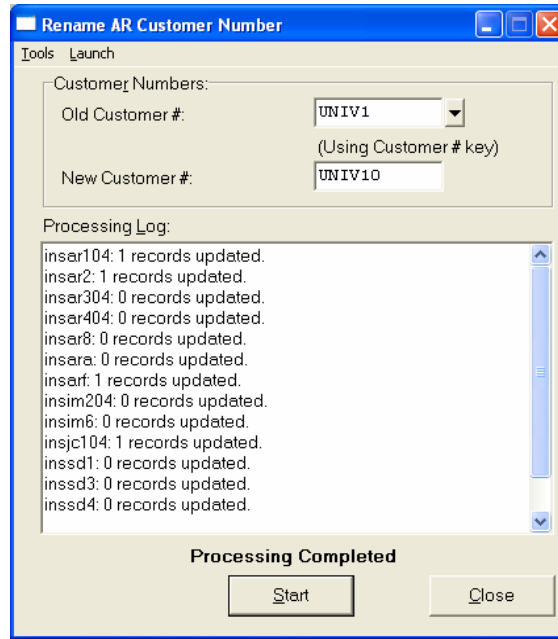 Rename AR Customer Number
Tools Launch
Customer Numbers:
Old Customer #: UNIV1
(Using Customer # key)
New Customer #: UNIV10
Processing Log:
insar104: 1 records updated.
insar2: 1 records updated.
insar304: 0 records updated.
insar404: 0 records updated.
insar8: 0 records updated.
insara: 0 records updated.
insarf: 1 records updated.
insim204: 0 records updated.
insim6: 0 records updated.
insjc104: 1 records updated.
inssd1: 0 records updated.
inssd3: 0 records updated.
inssd4: 0 records updated.
Processing Completed
Start Close